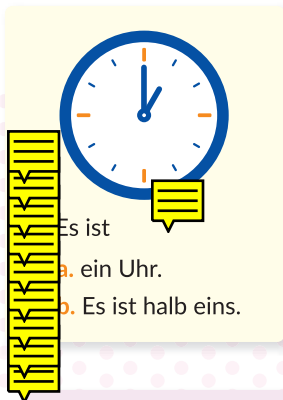 Es ist
a. ein Uhr.
b. Es ist halb eins.